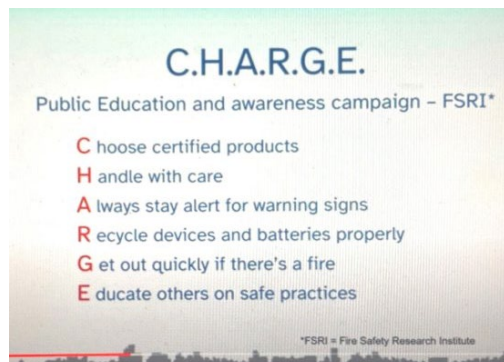 C.H.A.R.G.E.
Public Education and awareness campaign – FSRI*
C hoose certified products
H andle with care
A lways stay alert for warning signs
R ecycle devices and batteries properly
G et out quickly if there's a fire
E ducate others on safe practices
*FSRI = Fire Safety Research Institute